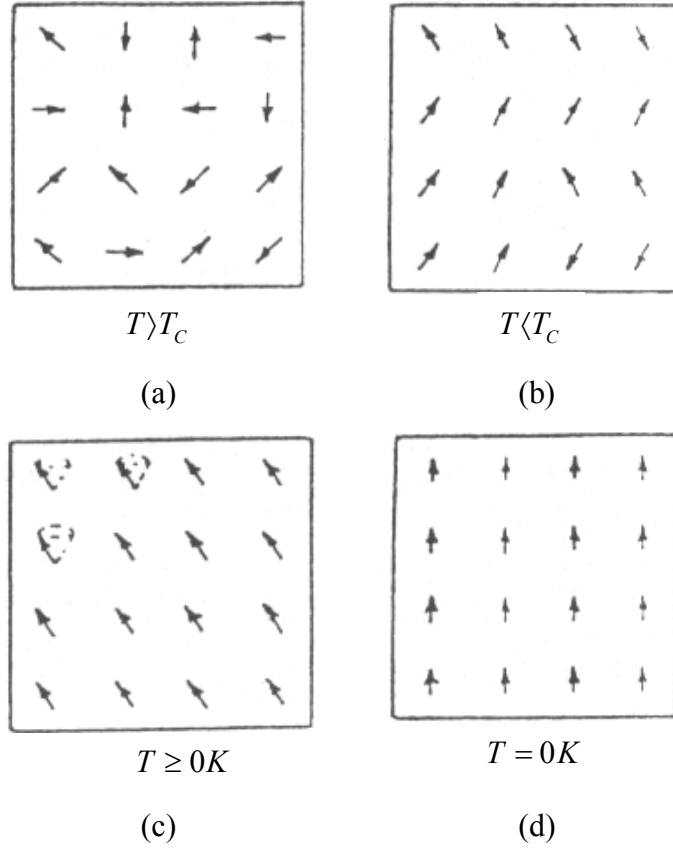 T⟩T_C
T⟨T_C
(a)
(b)
T ≥ 0K
T = 0K
(c)
(d)